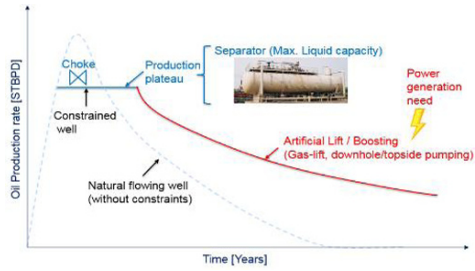 Choke
Production
plateau
Separator (Max. Liquid capacity)
Power
generation
need
Constrained
well
Artificial Lift / Boosting
(Gas-lift, downhole/topside pumping)
Natural flowing well
(without constraints)
Oil Production rate [STBPD]
Time [Years]